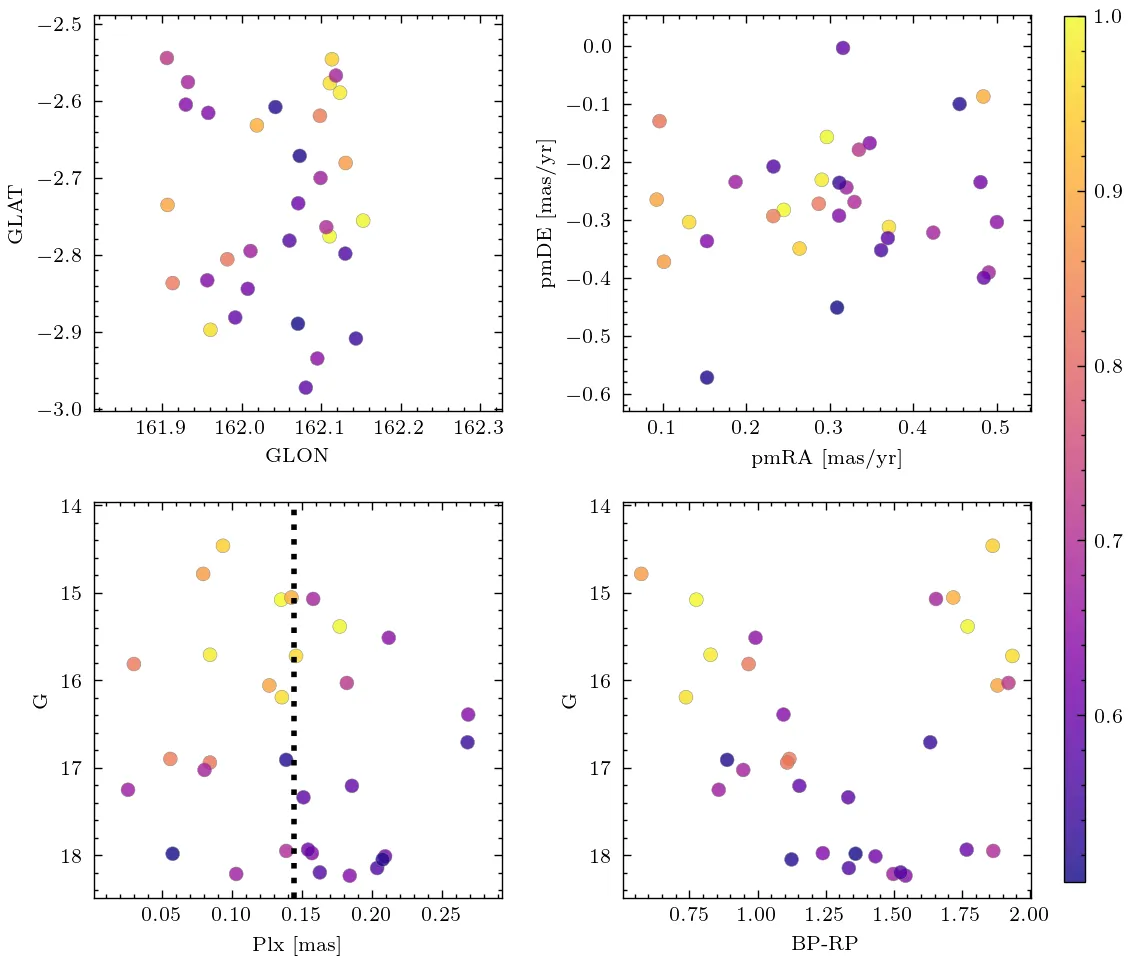 −2.5
−2.6
−2.7
−2.8
−2.9
−3.0
GLAT
161.9 162.0 162.1 162.2 162.3
GLON
0.0
−0.1
−0.2
−0.3
−0.4
−0.5
−0.6
pmDE [mas/yr]
0.1 0.2 0.3 0.4 0.5
pmRA [mas/yr]
1.0
0.9
0.8
0.7
0.6
14
15
16
17
18
G
0.05 0.10 0.15 0.20 0.25
Plx [mas]
14
15
16
17
18
G
0.75 1.00 1.25 1.50 1.75 2.00
BP-RP